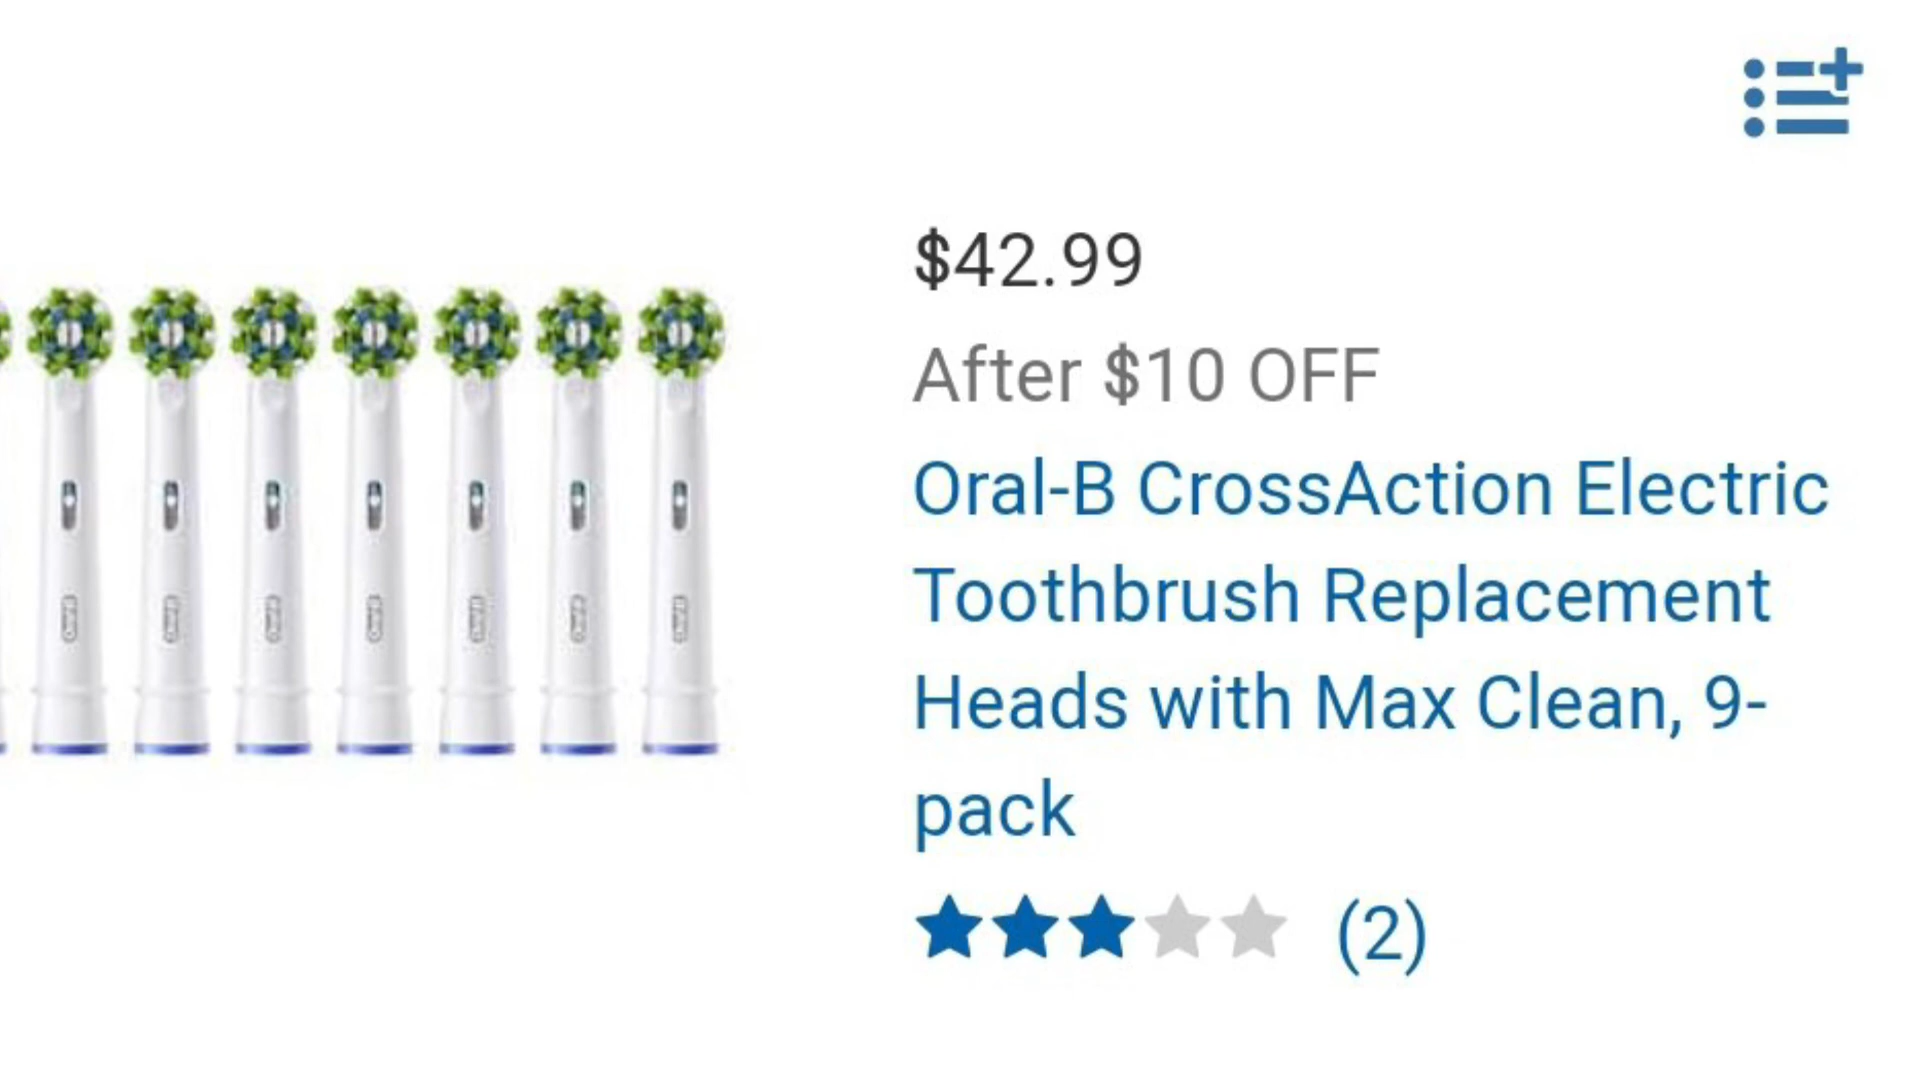 $42.99
After $10 OFF
Oral-B CrossAction Electric
Toothbrush Replacement
Heads with Max Clean, 9-
pack
(2)